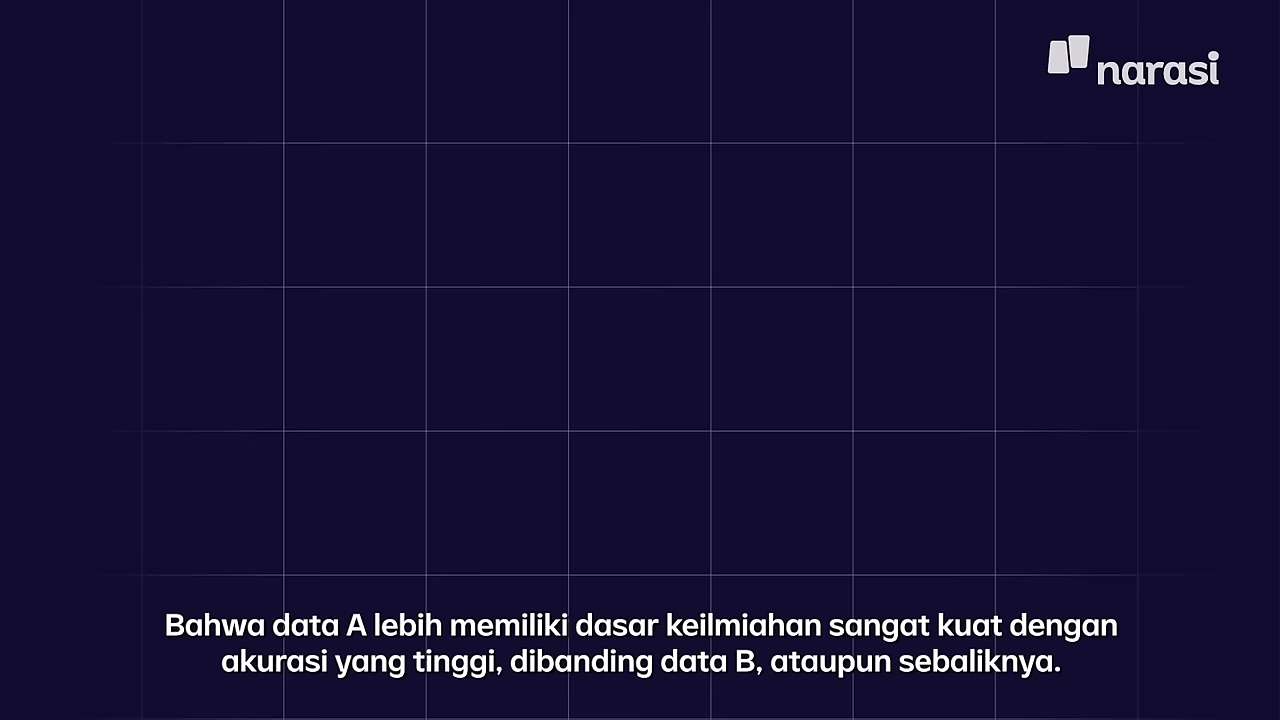 narasi
Bahwa data A lebih memiliki dasar keilmiahan sangat kuat dengan
akurasi yang tinggi, dibanding data B, ataupun sebaliknya.